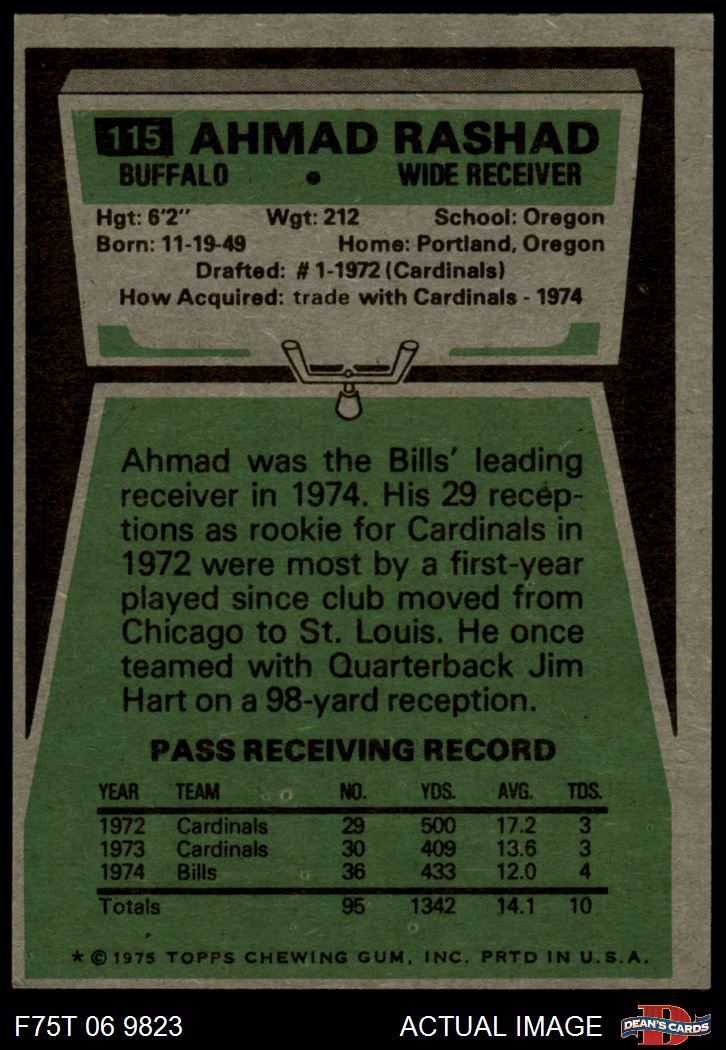 115 AHMAD RASHAD
BUFFALO • WIDE RECEIVER
Hgt: 6'2" Wgt: 212 School: Oregon
Born: 11-19-49 Home: Portland, Oregon
Drafted: #1-1972 (Cardinals)
How Acquired: trade with Cardinals - 1974
Ahmad was the Bills' leading
receiver in 1974. His 29 recep-
tions as rookie for Cardinals in
1972 were most by a first-year
played since club moved from
Chicago to St. Louis. He once
teamed with Quarterback Jim
Hart on a 98-yard reception.
PASS RECEIVING RECORD
YEAR TEAM NO. YDS. AVG. TDS.
1972 Cardinals 29 500 17.2 3
1973 Cardinals 30 409 13.6 3
1974 Bills 36 433 12.0 4
Totals 95 1342 14.1 10
* © 1975 TOPPS CHEWING GUM, INC. PRTD IN U.S.A.
F75T 06 9823 ACTUAL IMAGE D DEAN'S CARDS